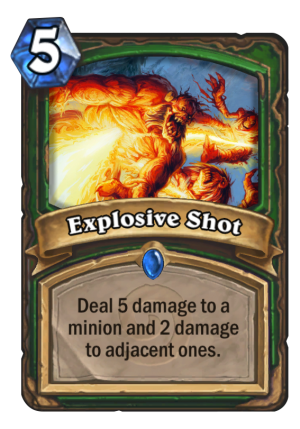 5
Explosive Shot
Deal 5 damage to a
minion and 2 damage
to adjacent ones.